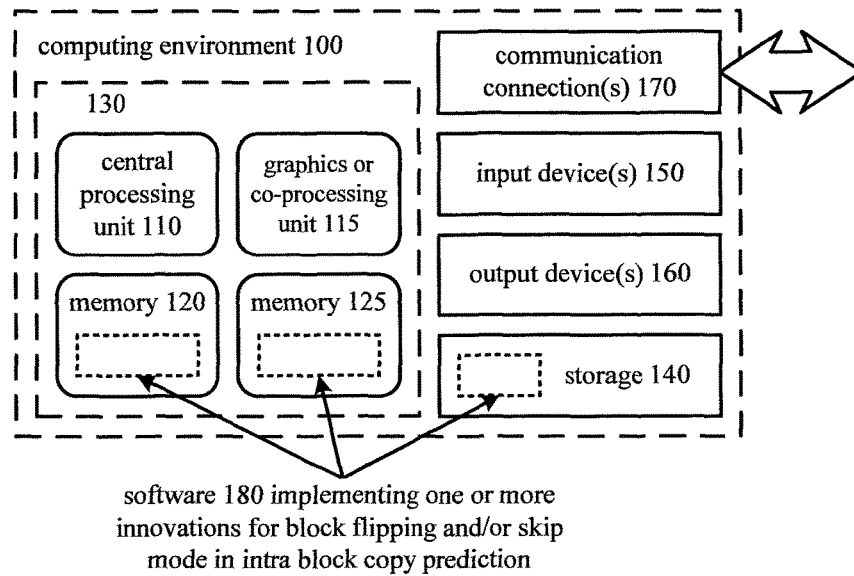 computing environment 100
130
central
processing
unit 110
graphics or
co-processing
unit 115
memory 120
memory 125
communication
connection(s) 170
input device(s) 150
output device(s) 160
storage 140
software 180 implementing one or more
innovations for block flipping and/or skip
mode in intra block copy prediction